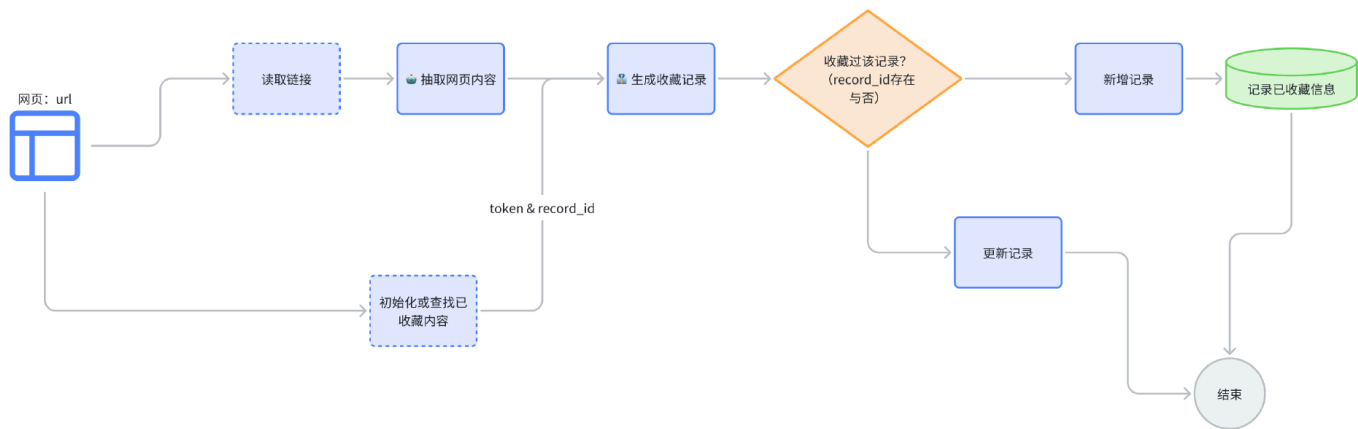 网页：url
读取链接
抽取网页内容
生成收藏记录
收藏过该记录？
（record_id存在
与否）
新增记录
记录已收藏信息
token & record_id
更新记录
初始化或查找已
收藏内容
结束